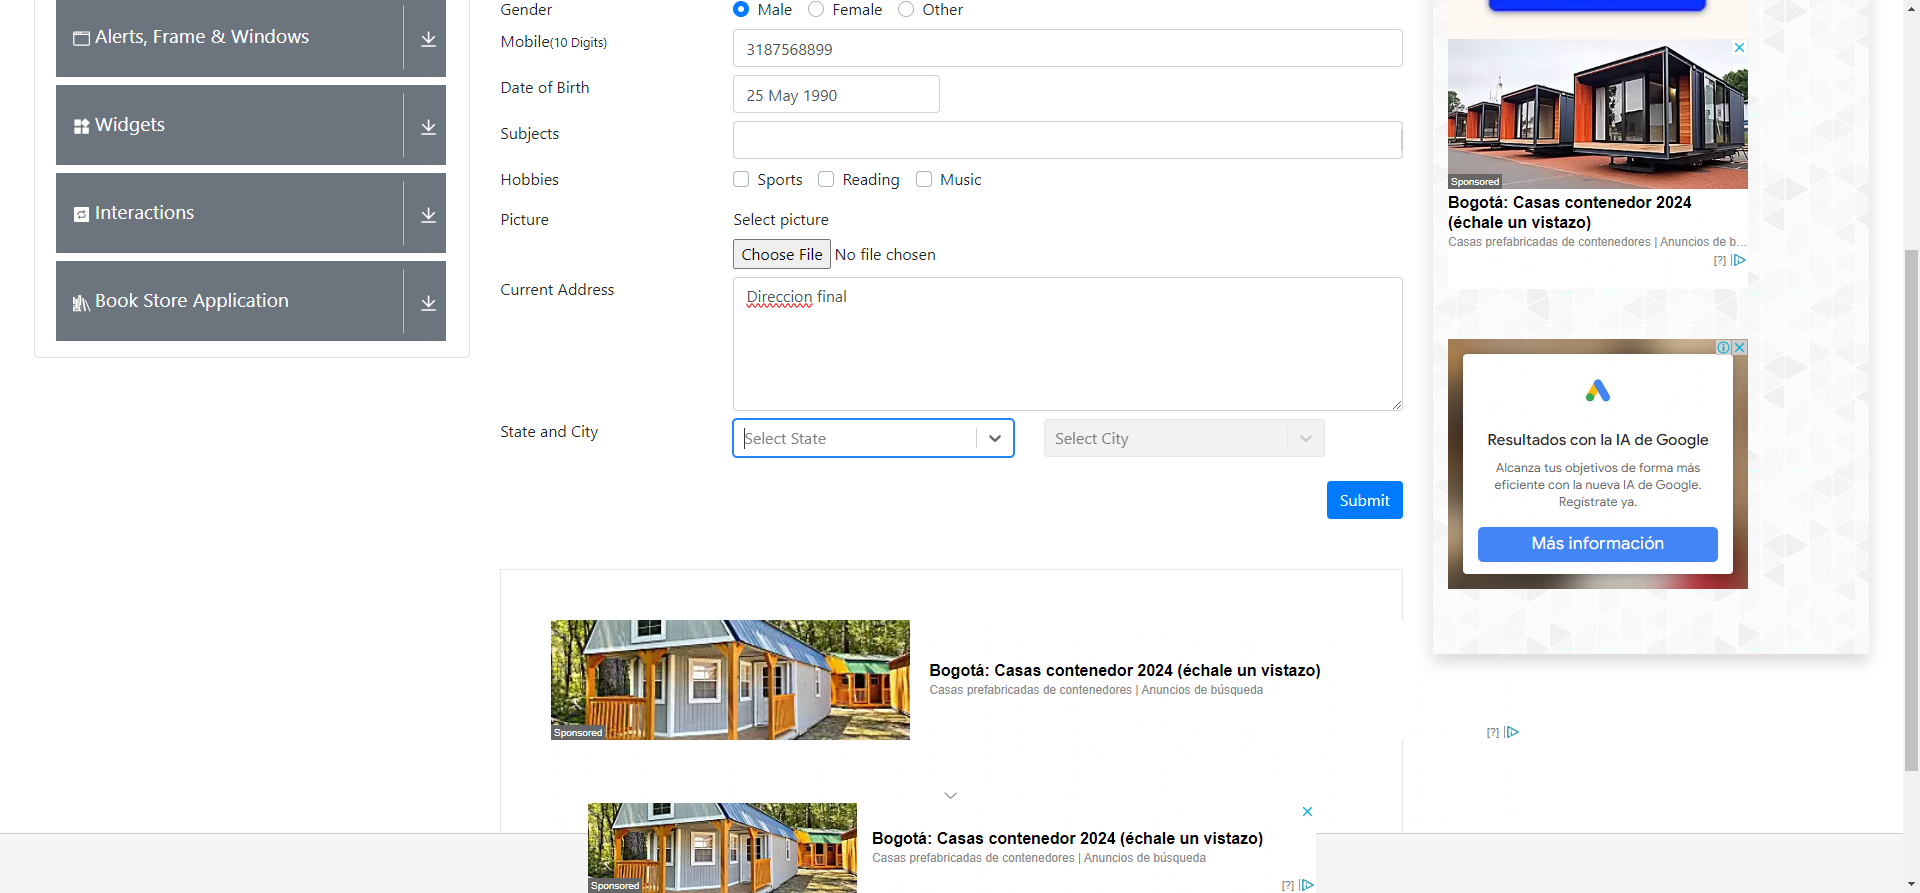 Alerts, Frame & Windows
Widgets
Interactions
Book Store Application
Gender
Male
Female
Other
Mobile(10 Digits)
3187568899
Date of Birth
25 May 1990
Subjects
Hobbies
Sports
Reading
Music
Picture
Select picture
Choose File No file chosen
Current Address
Direccion final
State and City
Select State
Select City
Submit
Sponsored
Bogotá: Casas contenedor 2024 (échale un vistazo)
Casas prefabricadas de contenedores | Anuncios de búsqueda
[?]
Sponsored
Bogotá: Casas contenedor 2024 (échale un vistazo)
Casas prefabricadas de contenedores | Anuncios de búsqueda
[?]
Sponsored
Bogotá: Casas contenedor 2024
(échale un vistazo)
Casas prefabricadas de contenedores | Anuncios de b...
[?]
Resultados con la IA de Google
Alcanza tus objetivos de forma más
eficiente con la nueva IA de Google.
Regístrate ya.
Más información